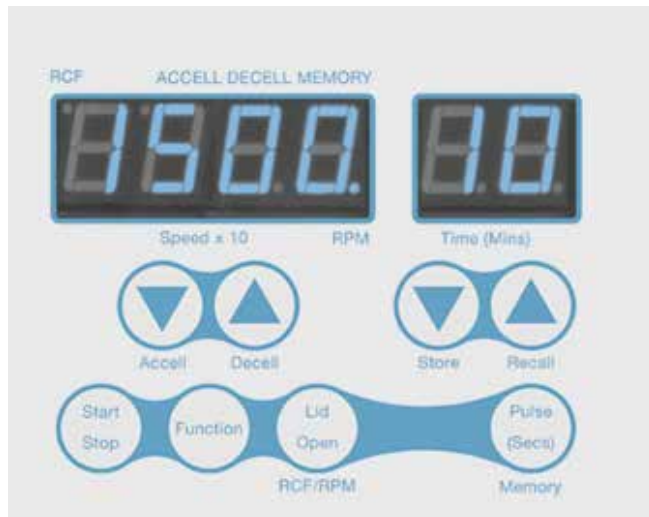 RCF ACCELL DECELL MEMORY
1500. 10
Speed x 10 RPM Time (Mins)
Accell Decell Store Recall
Start
Stop
Function
Lid
Open
Pulse
(Secs)
RCF/RPM Memory